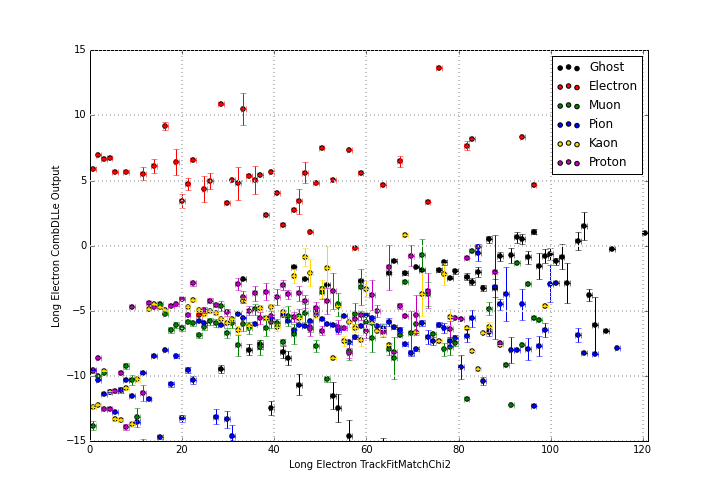 15
10
5
0
−5
−10
−15
Long Electron CombDLLe Output
Ghost
Electron
Muon
Pion
Kaon
Proton
0 20 40 60 80 100 120
Long Electron TrackFitMatchChi2